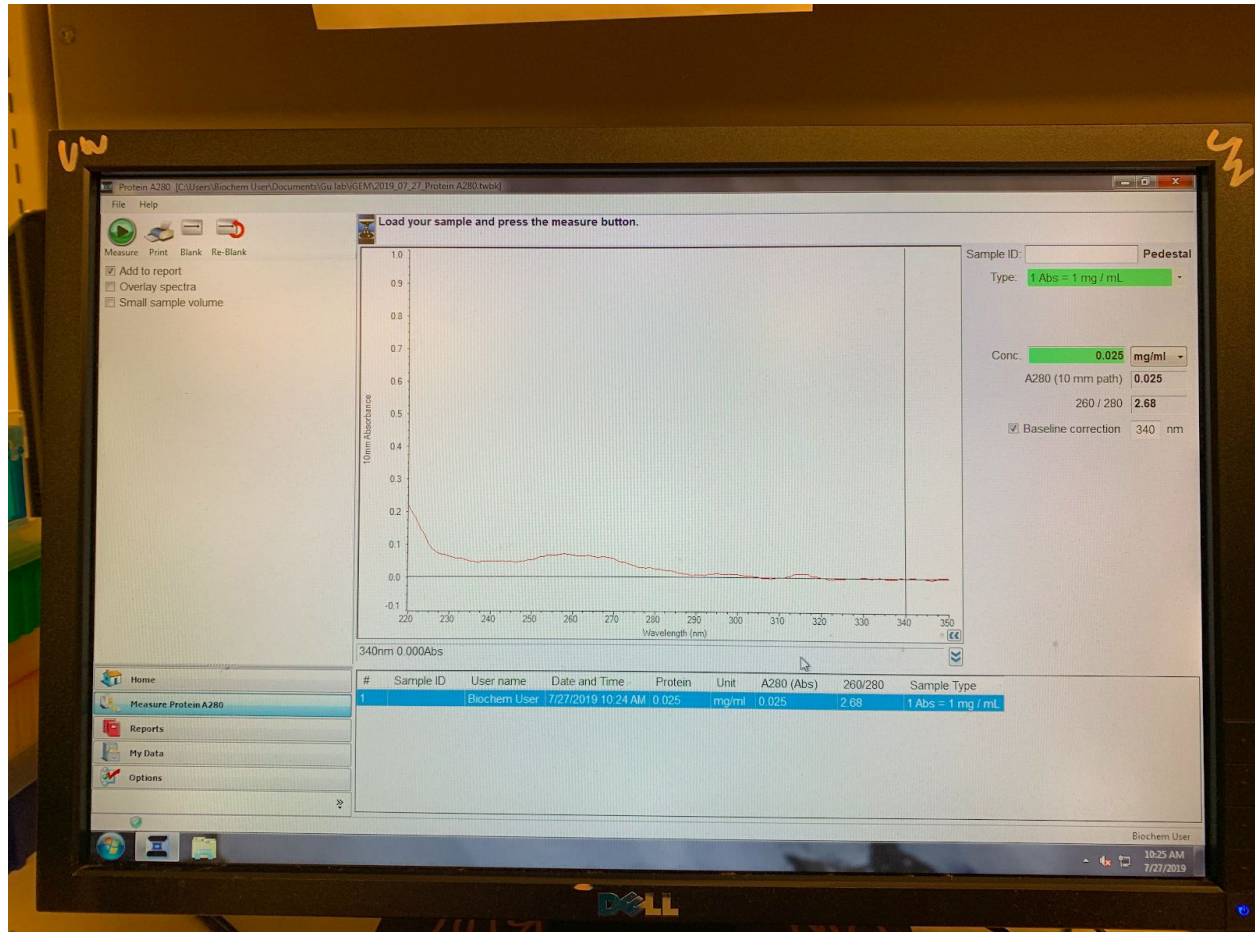 Protein A280 [C:\Users\Biochem User\Documents\Gu lab\iGEM\2019_07_27_Protein A280.twbk]
File Help
Load your sample and press the measure button.
Measure Print Blank Re-Blank
Add to report
Overlay spectra
Small sample volume
1.0
0.9
0.8
0.7
0.6
0.5
0.4
0.3
0.2
0.1
0.0
-0.1
10mm Absorbance
220 230 240 250 260 270 280 290 300 310 320 330 340 350
Wavelength (nm)
340nm 0.000Abs
Sample ID: Pedestal
Type: 1 Abs = 1 mg / mL
Conc. 0.025 mg/ml
A280 (10 mm path) 0.025
260 / 280 2.68
Baseline correction 340 nm
Home
Measure Protein A280
Reports
My Data
Options
# Sample ID User name Date and Time Protein Unit A280 (Abs) 260/280 Sample Type
1 Biochem User 7/27/2019 10:24 AM 0.025 mg/ml 0.025 2.68 1 Abs = 1 mg / mL
Biochem User
10:25 AM
7/27/2019
DELL